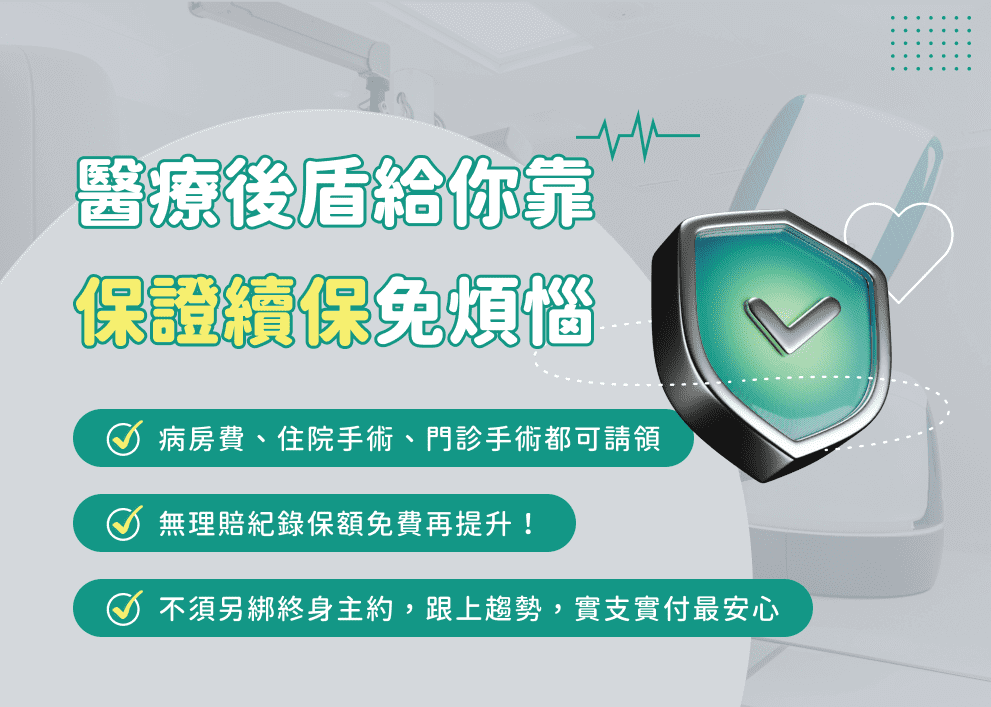 醫療後盾給你靠
保證續保免煩惱
病房費、住院手術、門診手術都可請領
無理賠紀錄保額免費再提升！
不須另綁終身主約，跟上趨勢，實支實付最安心